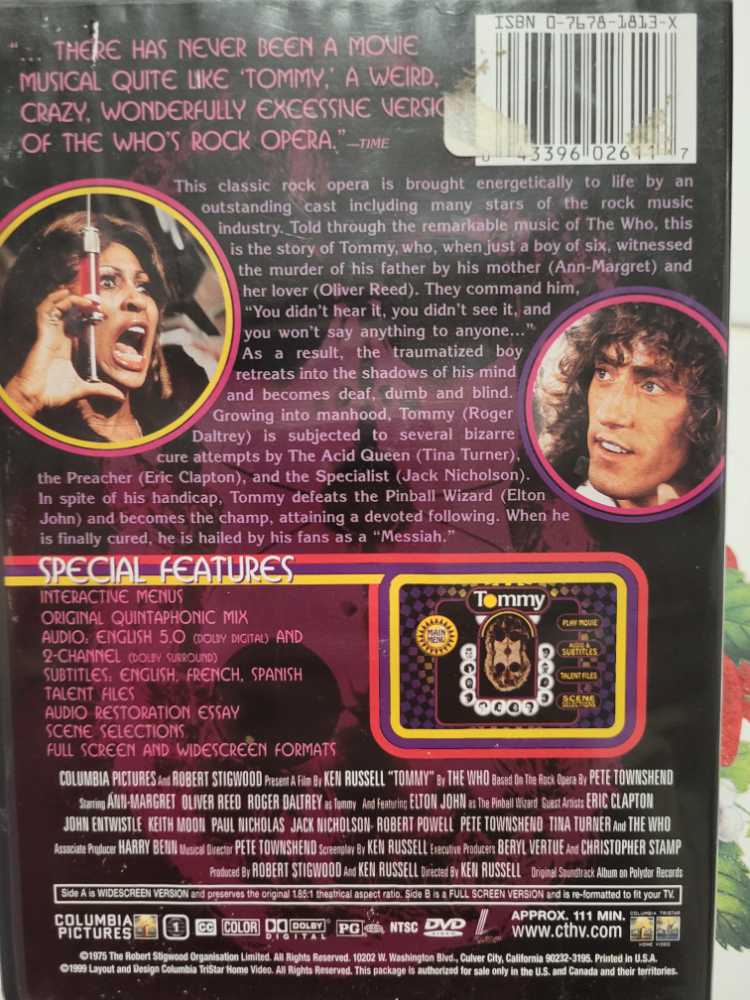 ISBN 0-7678-1813-X
"... THERE HAS NEVER BEEN A MOVIE
MUSICAL QUITE LIKE 'TOMMY,' A WEIRD,
CRAZY, WONDERFULLY EXCESSIVE VERSIO
OF THE WHO'S ROCK OPERA." —TIME
43396 02611 7
This classic rock opera is brought energetically to life by an
outstanding cast including many stars of the rock music
industry. Told through the remarkable music of The Who, this
is the story of Tommy, who, when just a boy of six, witnessed
the murder of his father by his mother (Ann-Margret) and
her lover (Oliver Reed). They command him,
"You didn't hear it, you didn't see it, and
you won't say anything to anyone..."
As a result, the traumatized boy
retreats into the shadows of his mind
and becomes deaf, dumb and blind.
Growing into manhood, Tommy (Roger
Daltrey) is subjected to several bizarre
cure attempts by The Acid Queen (Tina Turner),
the Preacher (Eric Clapton), and the Specialist (Jack Nicholson).
In spite of his handicap, Tommy defeats the Pinball Wizard (Elton
John) and becomes the champ, attaining a devoted following. When he
is finally cured, he is hailed by his fans as a "Messiah."
SPECIAL FEATURES
INTERACTIVE MENUS
ORIGINAL QUINTAPHONIC MIX
AUDIO: ENGLISH 5.0 (DOLBY DIGITAL) AND
2-CHANNEL (DOLBY SURROUND)
SUBTITLES: ENGLISH, FRENCH, SPANISH
TALENT FILES
AUDIO RESTORATION ESSAY
SCENE SELECTIONS
FULL SCREEN AND WIDESCREEN FORMATS
Tommy
MAIN
MENU
PLAY MOVIE
AUDIO &
SUBTITLES
TALENT FILES
SCENE
SELECTIONS
COLUMBIA PICTURES And ROBERT STIGWOOD Present A Film By KEN RUSSELL "TOMMY" By THE WHO Based On The Rock Opera By PETE TOWNSHEND
Starring ANN-MARGRET OLIVER REED ROGER DALTREY as Tommy And Featuring ELTON JOHN as The Pinball Wizard Guest Artists ERIC CLAPTON
JOHN ENTWISTLE KEITH MOON PAUL NICHOLAS JACK NICHOLSON ROBERT POWELL PETE TOWNSHEND TINA TURNER And THE WHO
Associate Producer HARRY BENN Musical Director PETE TOWNSHEND Screenplay By KEN RUSSELL Executive Producers BERYL VERTUE And CHRISTOPHER STAMP
Produced By ROBERT STIGWOOD And KEN RUSSELL Directed By KEN RUSSELL Original Soundtrack Album on Polydor Records
Side A is WIDESCREEN VERSION and preserves the original 1.85:1 theatrical aspect ratio. Side B is a FULL SCREEN VERSION and is re-formatted to fit your TV.
COLUMBIA
PICTURES
1
CC
COLOR
DOLBY
DIGITAL
PG
NTSC
DVD
VIDEO
APPROX. 111 MIN.
www.cthv.com
COLUMBIA TRISTAR
HOME VIDEO
©1975 The Robert Stigwood Organisation Limited. All Rights Reserved. 10202 W. Washington Blvd., Culver City, California 90232-3195. Printed in U.S.A.
©1999 Layout and Design Columbia TriStar Home Video. All Rights Reserved. This package is authorized for sale only in the U.S. and Canada and their territories.